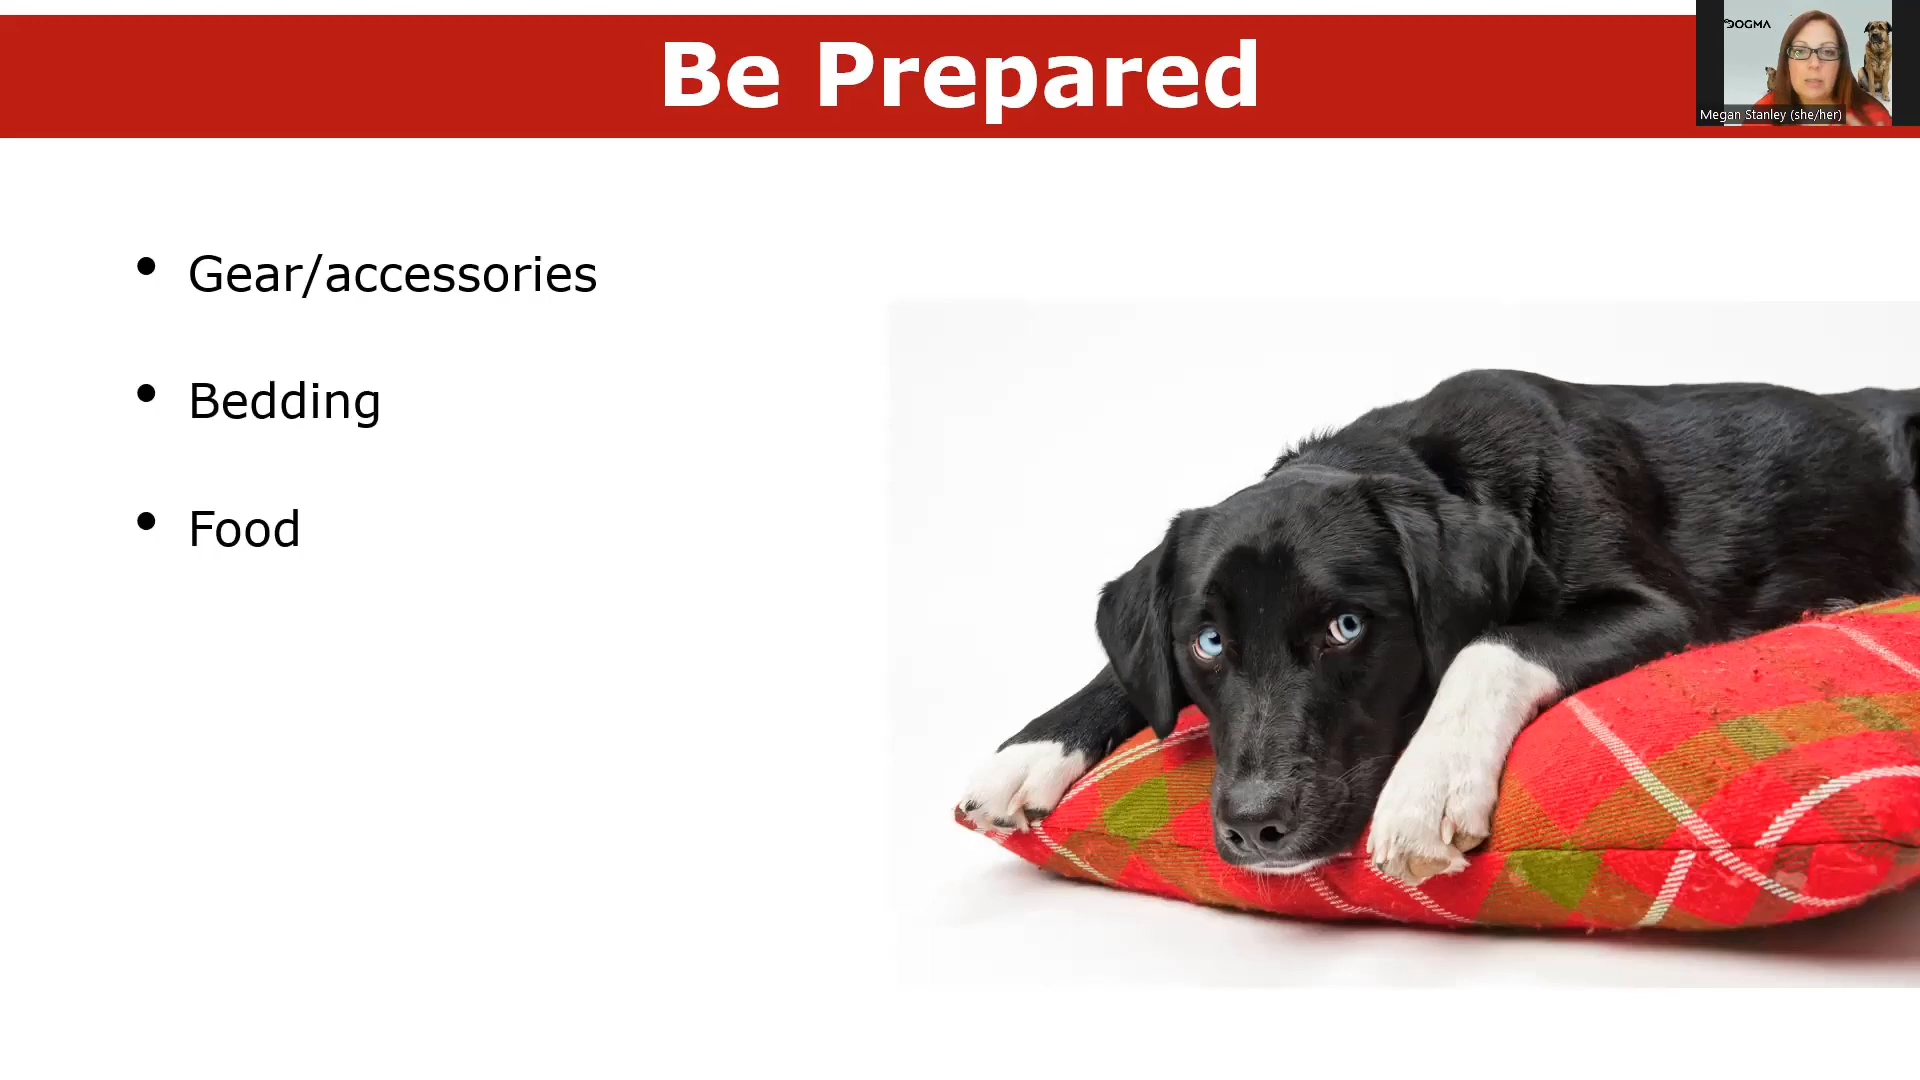 Be Prepared
DOGMA
Megan Stanley (she/her)
• Gear/accessories
• Bedding
• Food